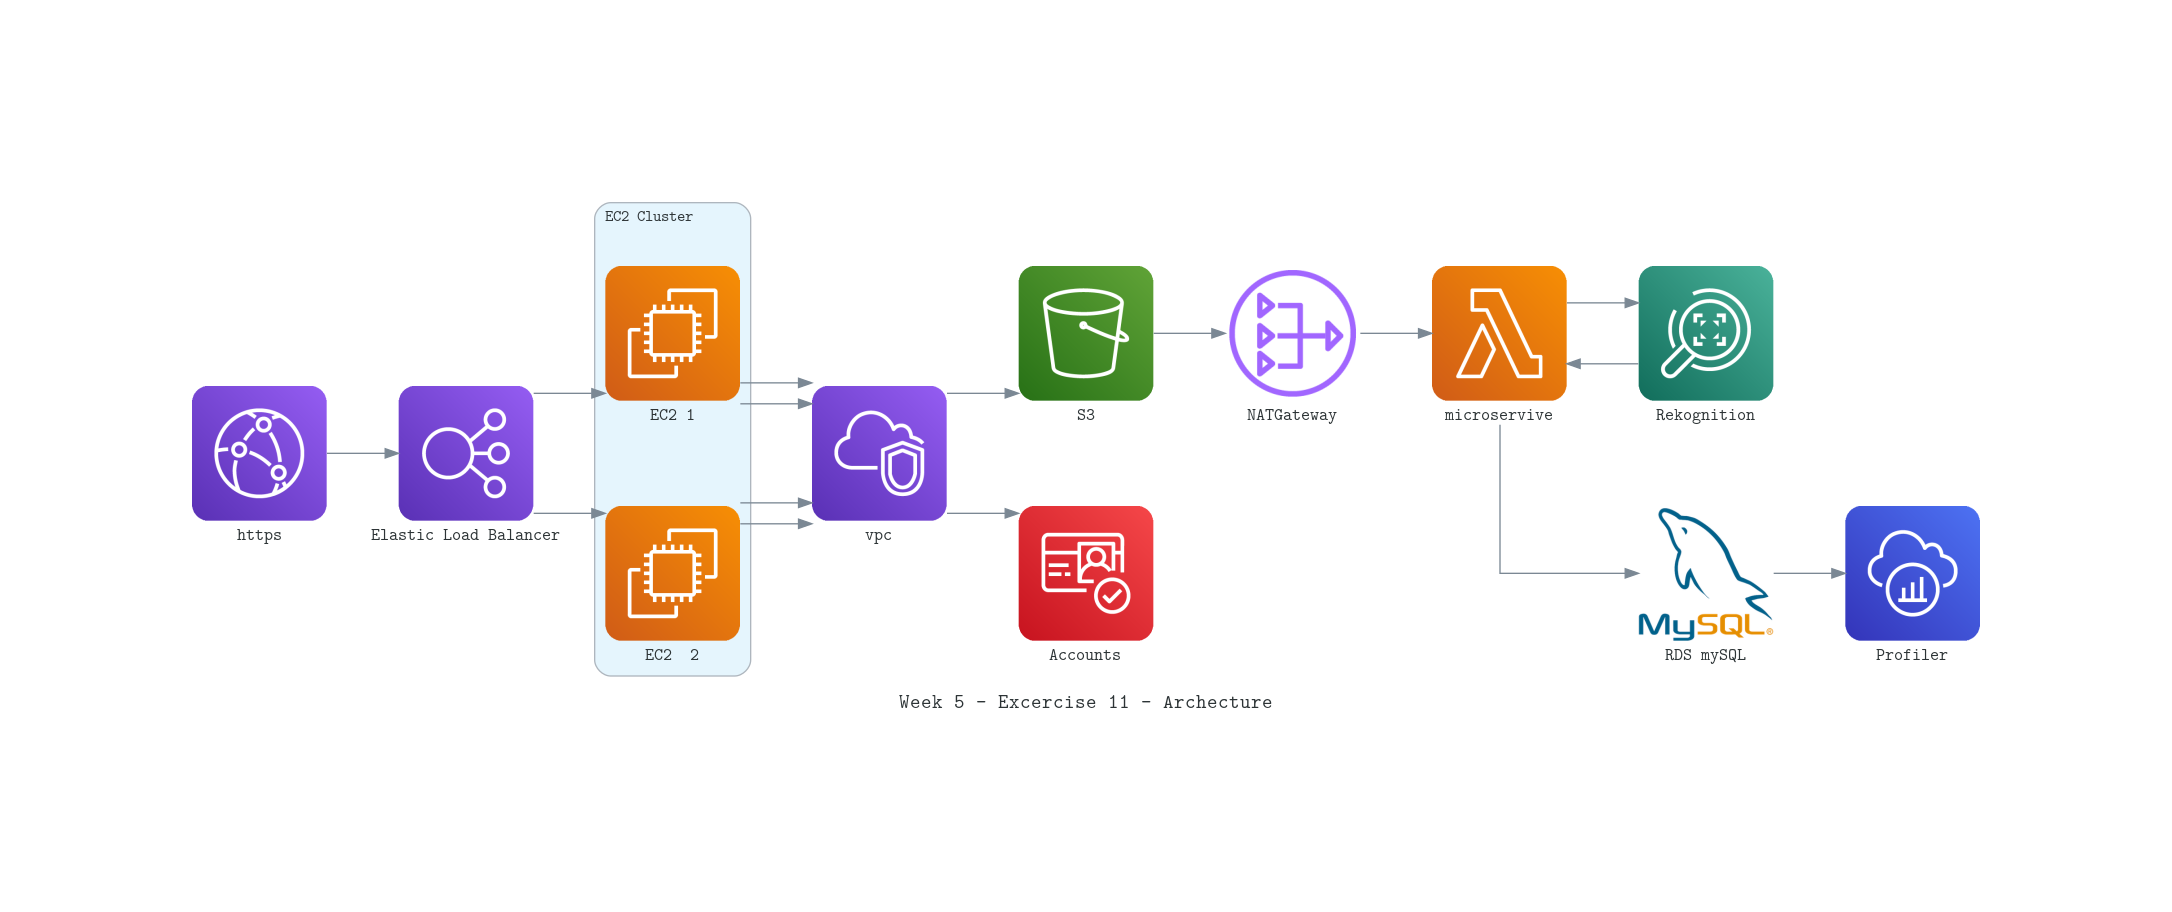 EC2 Cluster
EC2 1
S3
NATGateway
microservive
Rekognition
https
Elastic Load Balancer
vpc
MySQL®
EC2  2
Accounts
RDS mySQL
Profiler
Week 5 - Excercise 11 - Archecture